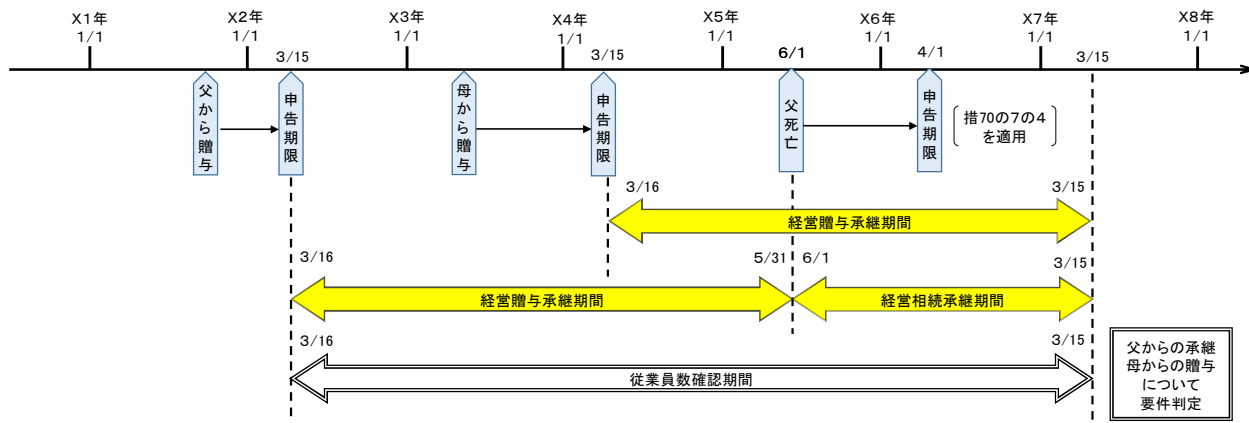 X1年
1/1
X2年
1/1
X3年
1/1
X4年
1/1
X5年
1/1
X6年
1/1
X7年
1/1
X8年
1/1
3/15
3/15
6/1
4/1
3/15
父から贈与
申告期限
母から贈与
申告期限
父死亡
申告期限
措70の7の4
を適用
3/16
3/15
経営贈与承継期間
3/16
5/31
6/1
3/15
経営贈与承継期間
経営相続承継期間
3/16
3/15
従業員数確認期間
父からの承継
母からの贈与
について
要件判定